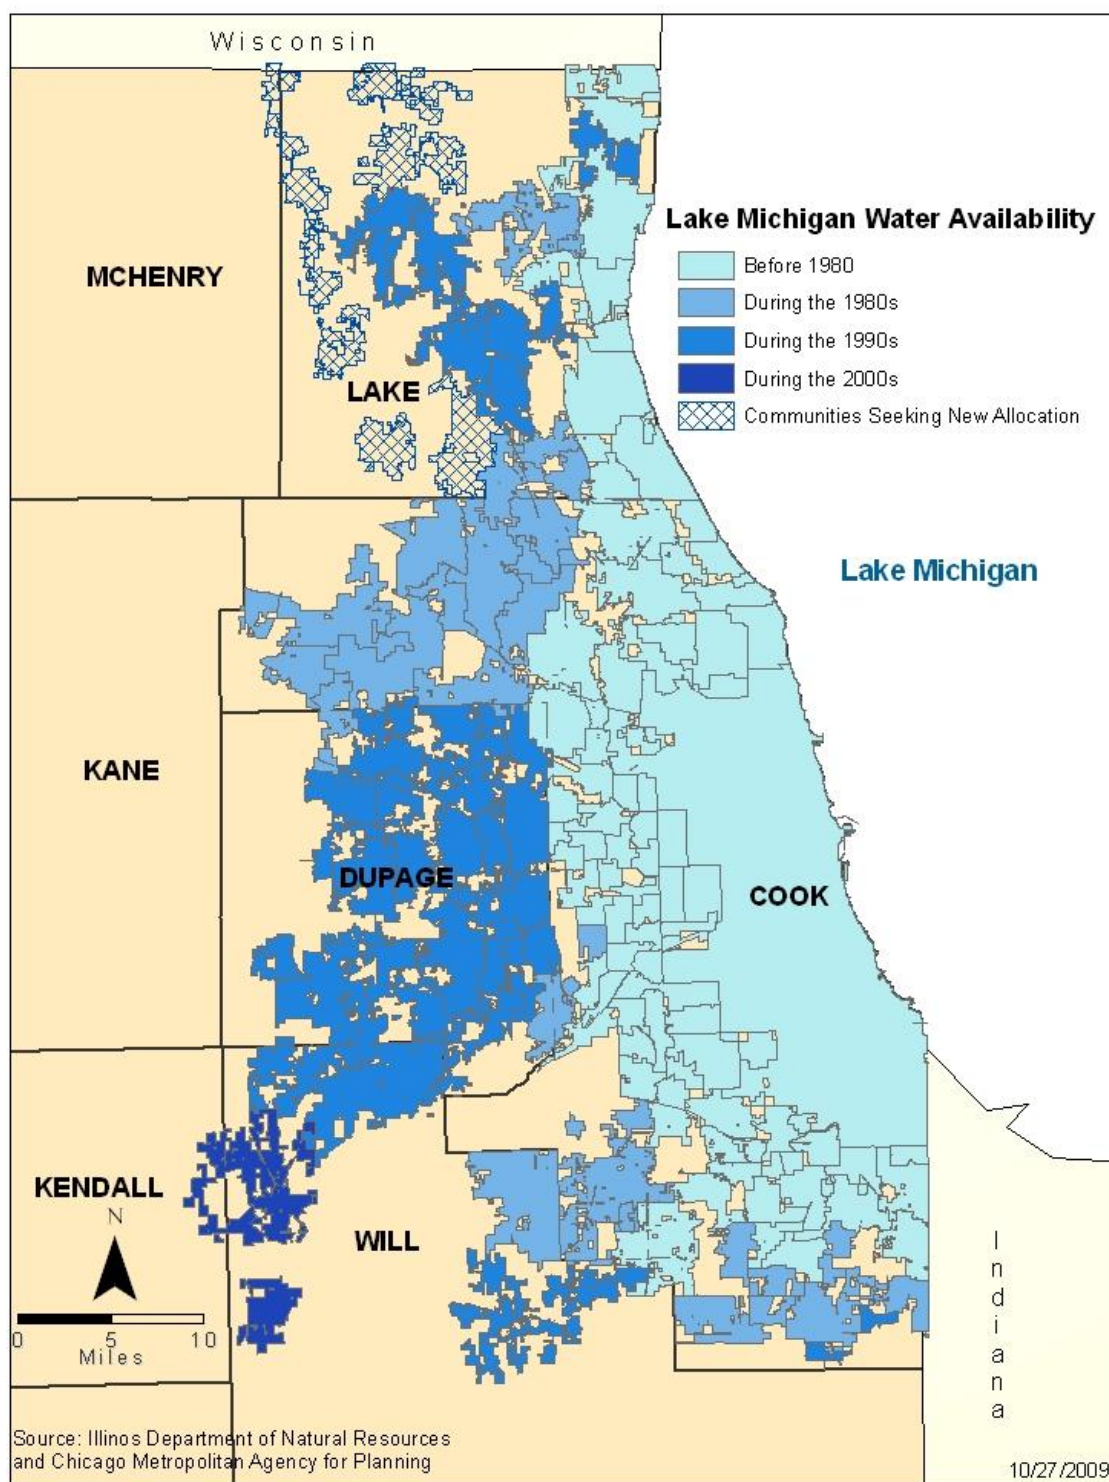 Wisconsin
Lake Michigan Water Availability
Before 1980
During the 1980s
During the 1990s
During the 2000s
Communities Seeking New Allocation
MCHENRY
LAKE
Lake Michigan
KANE
DUPAGE
COOK
KENDALL
WILL
N
0 5 10
Miles
Indiana
Source: Illinos Department of Natural Resources
and Chicago Metropolitan Agency for Planning
10/27/2009